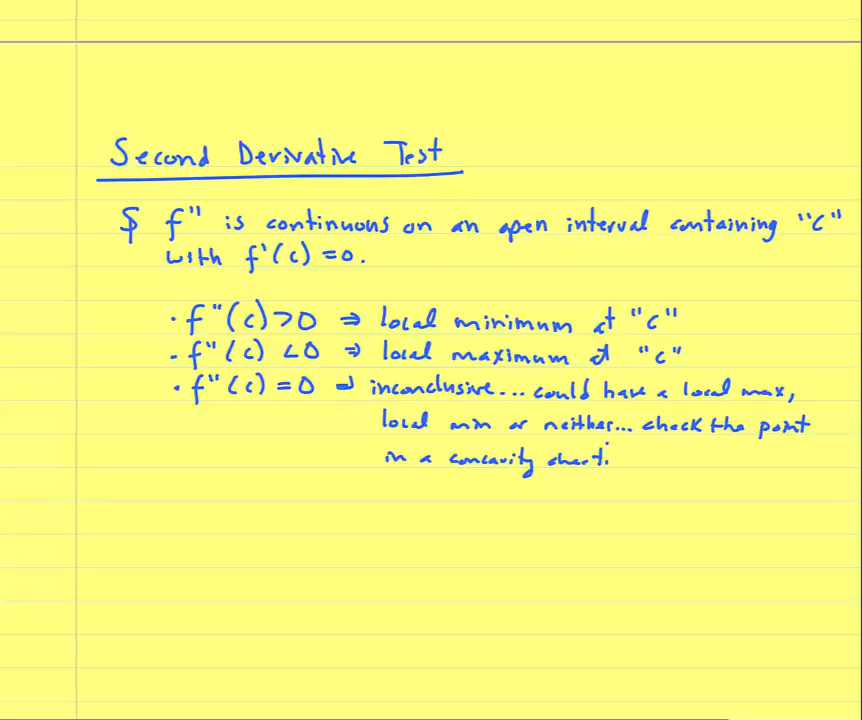 Second Derivative Test
$ f" is continuous on an open interval containing "c"
with f'(c) = 0.
· f"(c) > 0 ⇒ local minimum at "c"
· f"(c) < 0 ⇒ local maximum at "c"
· f"(c) = 0 ⇒ inconclusive... could have a local max,
local min or neither... check the point
in a concavity chart!